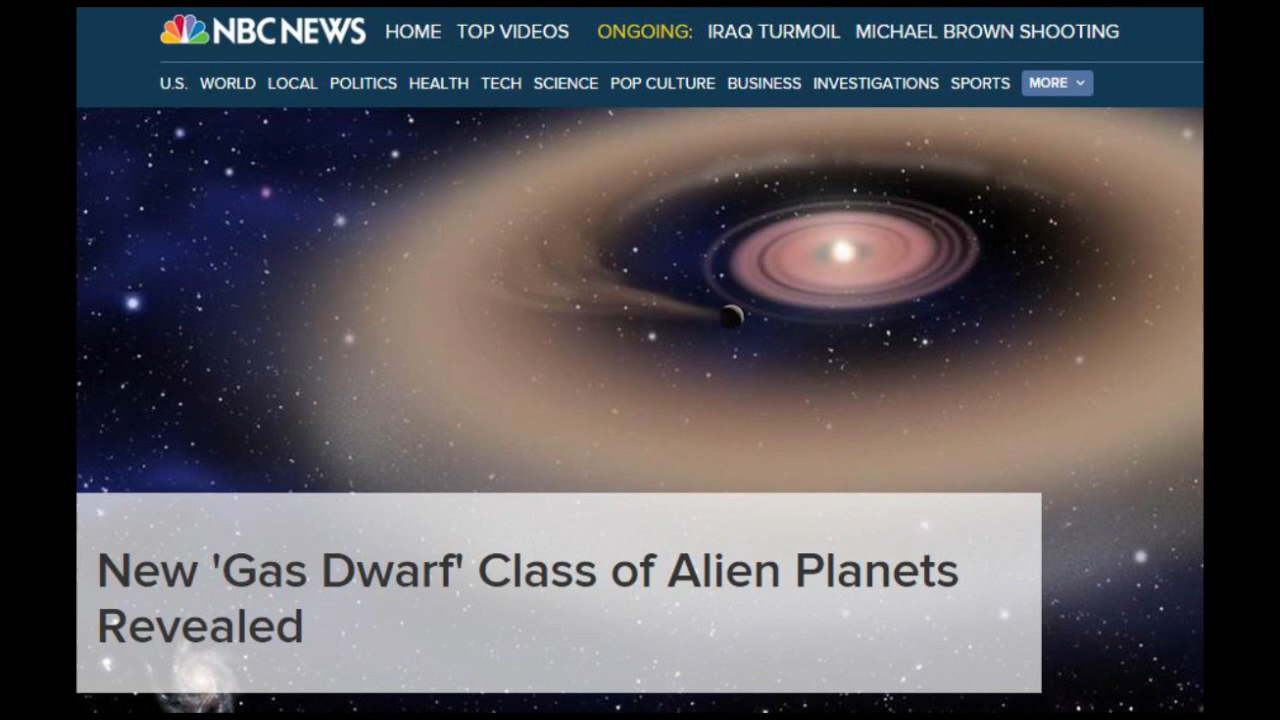 NBC NEWS HOME TOP VIDEOS ONGOING: IRAQ TURMOIL MICHAEL BROWN SHOOTING
U.S. WORLD LOCAL POLITICS HEALTH TECH SCIENCE POP CULTURE BUSINESS INVESTIGATIONS SPORTS MORE
New 'Gas Dwarf' Class of Alien Planets
Revealed